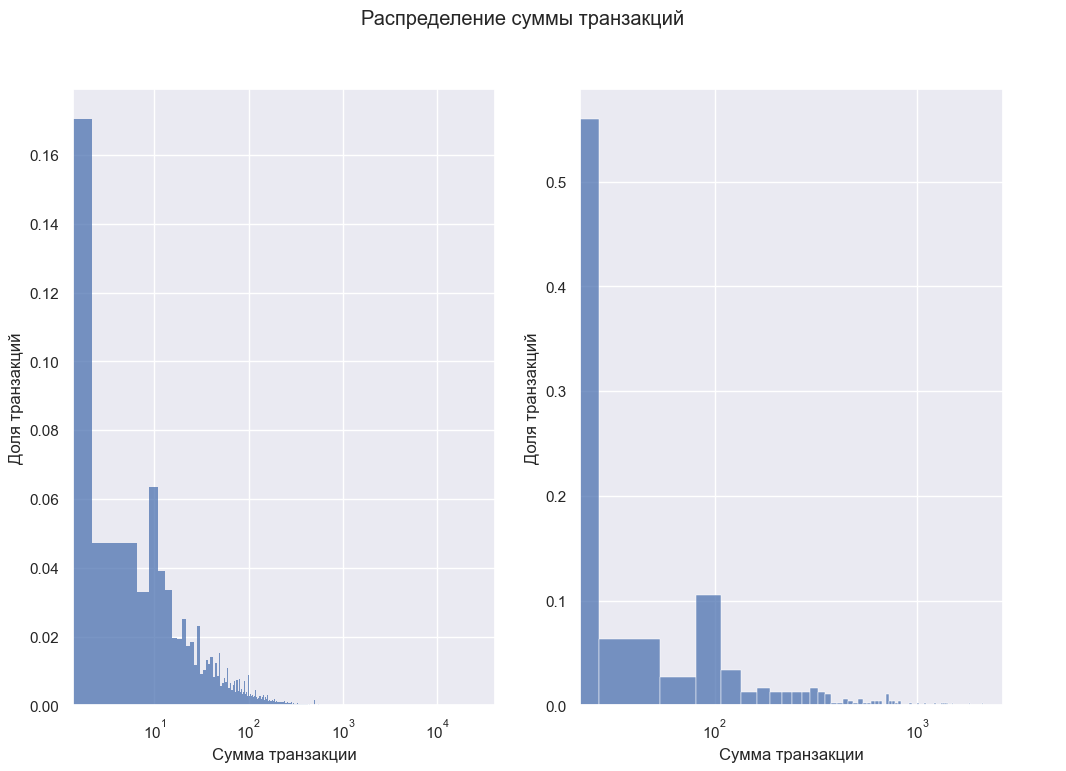 Распределение суммы транзакций
Доля транзакций
0.16
0.14
0.12
0.10
0.08
0.06
0.04
0.02
0.00
10¹ 10² 10³ 10⁴
Сумма транзакции
Доля транзакций
0.5
0.4
0.3
0.2
0.1
0.0
10² 10³
Сумма транзакции